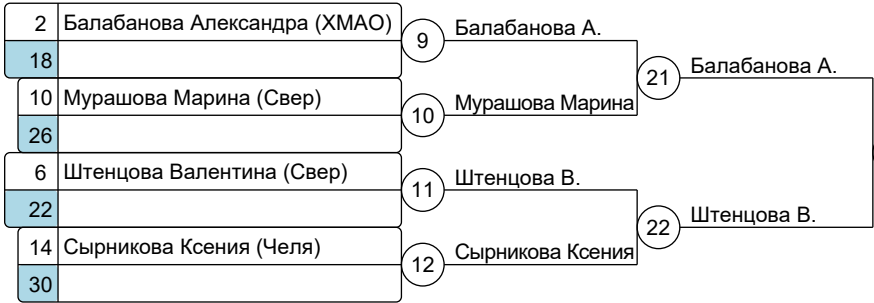 2 Балабанова Александра (ХМАО)
18
9 Балабанова А.
10 Мурашова Марина (Свер)
26
10 Мурашова Марина
21 Балабанова А.
6 Штенцова Валентина (Свер)
22
11 Штенцова В.
14 Сырникова Ксения (Челя)
30
12 Сырникова Ксения
22 Штенцова В.